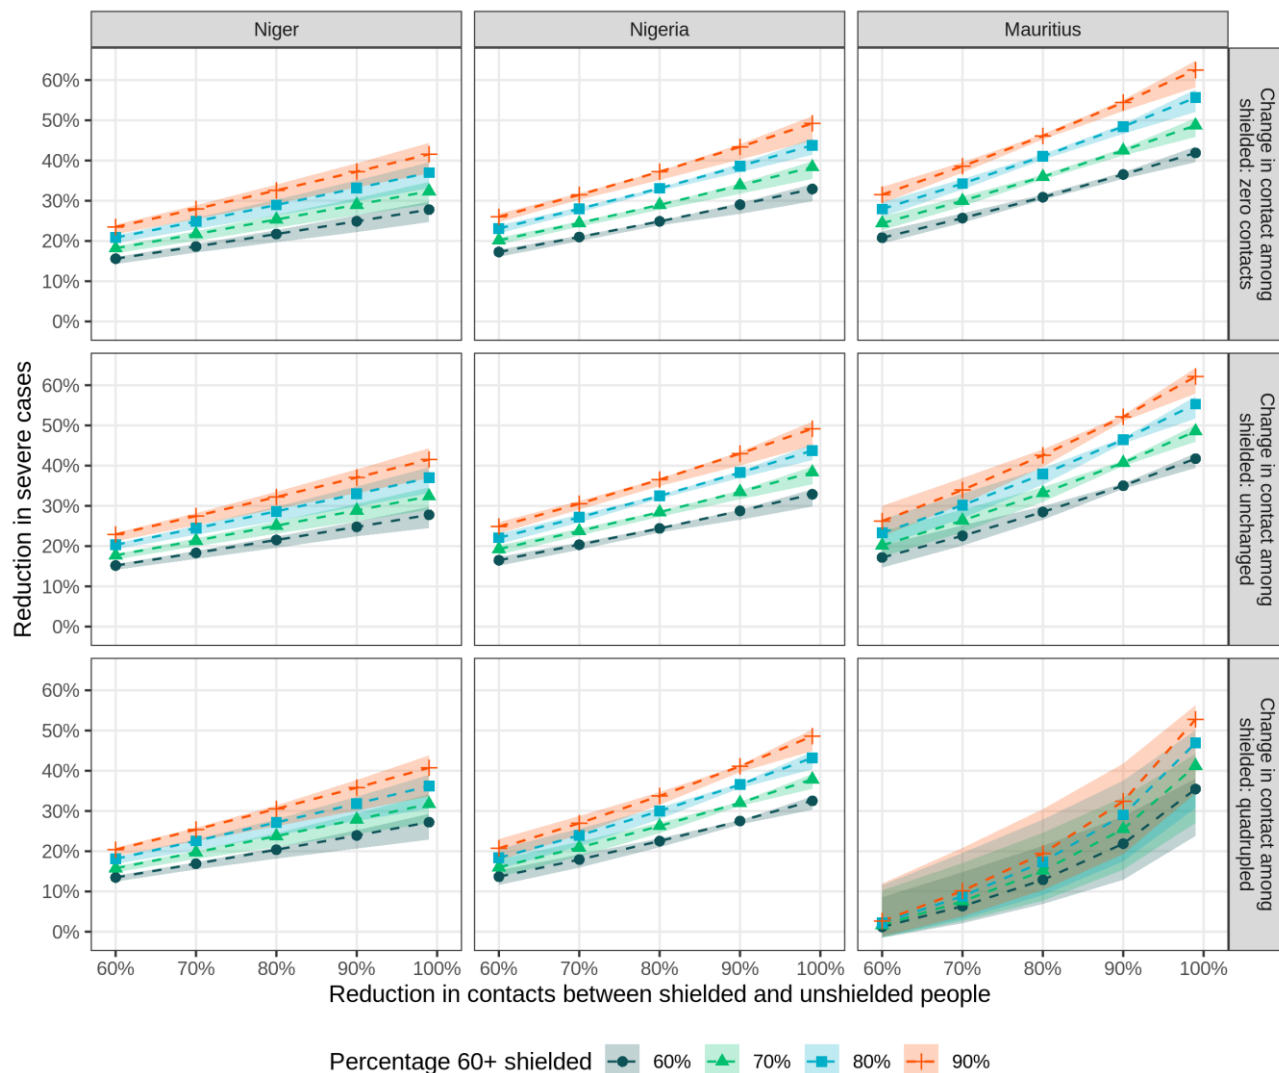 Niger
Nigeria
Mauritius
60%
50%
40%
30%
20%
10%
0%
Change in contact among
shielded: zero contacts
Reduction in severe cases
60%
50%
40%
30%
20%
10%
0%
Change in contact among
shielded: unchanged
60%
50%
40%
30%
20%
10%
0%
Change in contact among
shielded: quadrupled
60% 70% 80% 90% 100% 60% 70% 80% 90% 100% 60% 70% 80% 90% 100%
Reduction in contacts between shielded and unshielded people
Percentage 60+ shielded 60% 70% 80% 90%